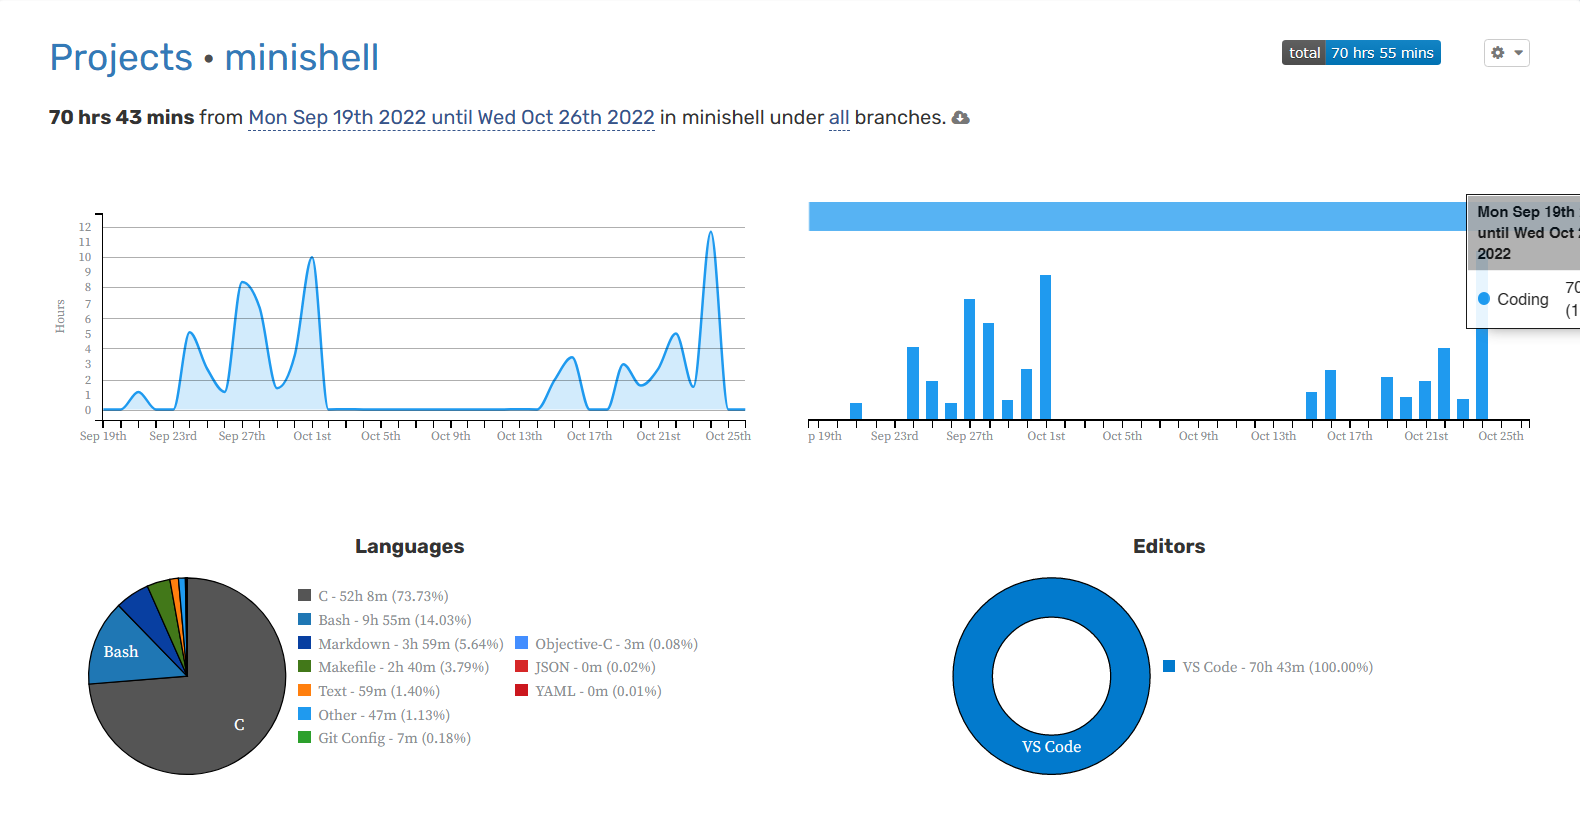 Projects • minishell
total 70 hrs 55 mins
70 hrs 43 mins from Mon Sep 19th 2022 until Wed Oct 26th 2022 in minishell under all branches.
Hours
12
11
10
9
8
7
6
5
4
3
2
1
0
Sep 19th Sep 23rd Sep 27th Oct 1st Oct 5th Oct 9th Oct 13th Oct 17th Oct 21st Oct 25th
Mon Sep 19th
until Wed Oct
2022
Coding
70
(1
p 19th Sep 23rd Sep 27th Oct 1st Oct 5th Oct 9th Oct 13th Oct 17th Oct 21st Oct 25th
Languages
Bash
C
C - 52h 8m (73.73%)
Bash - 9h 55m (14.03%)
Markdown - 3h 59m (5.64%)
Makefile - 2h 40m (3.79%)
Text - 59m (1.40%)
Other - 47m (1.13%)
Git Config - 7m (0.18%)
Objective-C - 3m (0.08%)
JSON - 0m (0.02%)
YAML - 0m (0.01%)
Editors
VS Code
VS Code - 70h 43m (100.00%)